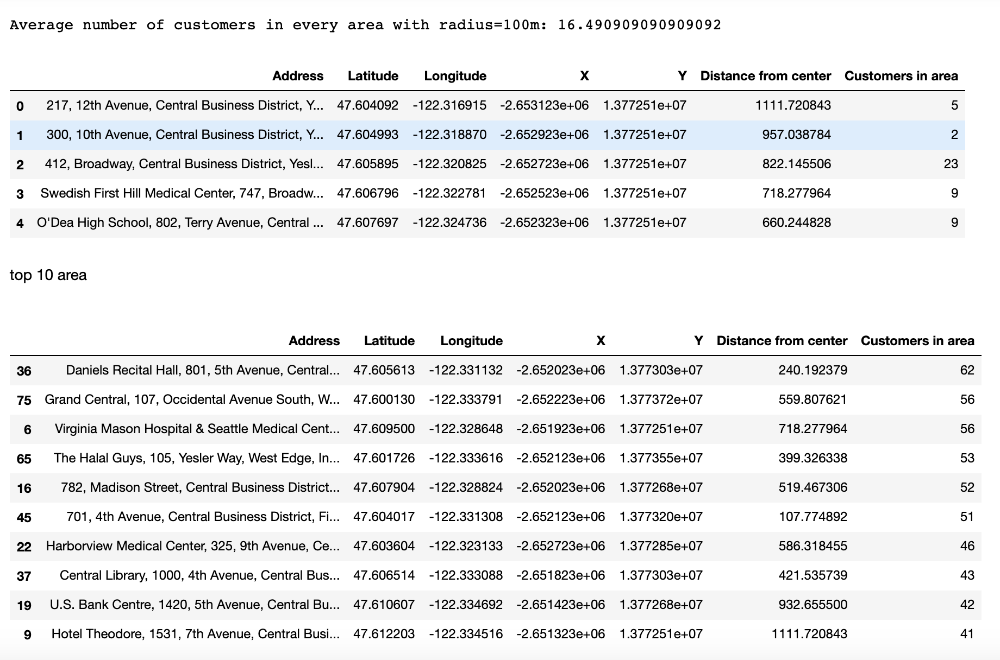 Average number of customers in every area with radius=100m: 16.490909090909092
Address Latitude Longitude X Y Distance from center Customers in area
0 217, 12th Avenue, Central Business District, Y... 47.604092 -122.316915 -2.653123e+06 1.377251e+07 1111.720843 5
1 300, 10th Avenue, Central Business District, Y... 47.604993 -122.318870 -2.652923e+06 1.377251e+07 957.038784 2
2 412, Broadway, Central Business District, Yesl... 47.605895 -122.320825 -2.652723e+06 1.377251e+07 822.145506 23
3 Swedish First Hill Medical Center, 747, Broadw... 47.606796 -122.322781 -2.652523e+06 1.377251e+07 718.277964 9
4 O'Dea High School, 802, Terry Avenue, Central ... 47.607697 -122.324736 -2.652323e+06 1.377251e+07 660.244828 9
top 10 area
Address Latitude Longitude X Y Distance from center Customers in area
36 Daniels Recital Hall, 801, 5th Avenue, Central... 47.605613 -122.331132 -2.652023e+06 1.377303e+07 240.192379 62
75 Grand Central, 107, Occidental Avenue South, W... 47.600130 -122.333791 -2.652223e+06 1.377372e+07 559.807621 56
6 Virginia Mason Hospital & Seattle Medical Cent... 47.609500 -122.328648 -2.651923e+06 1.377251e+07 718.277964 56
65 The Halal Guys, 105, Yesler Way, West Edge, In... 47.601726 -122.333616 -2.652123e+06 1.377355e+07 399.326338 53
16 782, Madison Street, Central Business District... 47.607904 -122.328824 -2.652023e+06 1.377268e+07 519.467306 52
45 701, 4th Avenue, Central Business District, Fi... 47.604017 -122.331308 -2.652123e+06 1.377320e+07 107.774892 51
22 Harborview Medical Center, 325, 9th Avenue, Ce... 47.603604 -122.323133 -2.652723e+06 1.377285e+07 586.318455 46
37 Central Library, 1000, 4th Avenue, Central Bus... 47.606514 -122.333088 -2.651823e+06 1.377303e+07 421.535739 43
19 U.S. Bank Centre, 1420, 5th Avenue, Central Bu... 47.610607 -122.334692 -2.651423e+06 1.377268e+07 932.655500 42
9 Hotel Theodore, 1531, 7th Avenue, Central Busi... 47.612203 -122.334516 -2.651323e+06 1.377251e+07 1111.720843 41